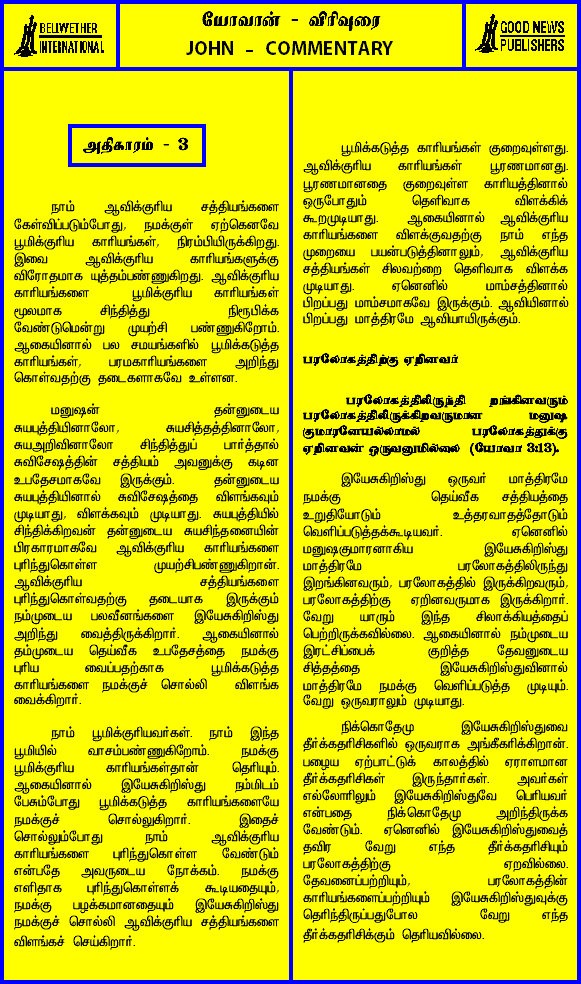 BELWETHER
INTERNATIONAL
யோவான் - விரிவுரை
JOHN - COMMENTARY
GOOD NEWS
PUBLISHERS
அதிகாரம் - 3
நாம் ஆவிக்குரிய சத்தியங்களை
கேள்விப்படும்போது, நமக்குள் ஏற்கெனவே
பூமிக்குரிய காரியங்கள், நிரம்பியிருக்கிறது.
இவை ஆவிக்குரிய காரியங்களுக்கு
விரோதமாக யுத்தம்பண்ணுகிறது. ஆவிக்குரிய
காரியங்களை பூமிக்குரிய காரியங்கள்
மூலமாக சிந்தித்து நிரூபிக்க
வேண்டுமென்று முயற்சி பண்ணுகிறோம்.
ஆகையினால் பல சமயங்களில் பூமிக்கடுத்த
காரியங்கள், பரமகாரியங்களை அறிந்து
கொள்வதற்கு தடைகளாகவே உள்ளன.
மனுஷன் தன்னுடைய
சுயபுத்தியினாலோ, சுயசித்தத்தினாலோ,
சுயஅறிவினாலோ சிந்தித்துப் பார்த்தால்
சுவிசேஷத்தின் சத்தியம் அவனுக்கு கடின
உபதேசமாகவே இருக்கும். தன்னுடைய
சுயபுத்தியினால் சுவிசேஷத்தை விளங்கவும்
முடியாது, விளக்கவும் முடியாது. சுயபுத்தியில்
சிந்திக்கிறவன் தன்னுடைய சுயசிந்தனையின்
பிரகாரமாகவே ஆவிக்குரிய காரியங்களை
புரிந்துகொள்ள முயற்சிபண்ணுகிறான்.
ஆவிக்குரிய சத்தியங்களை
புரிந்துகொள்வதற்கு தடையாக இருக்கும்
நம்முடைய பலவீனங்களை இயேசுகிறிஸ்து
அறிந்து வைத்திருக்கிறார். ஆகையினால்
தம்முடைய தெய்வீக உபதேசத்தை நமக்கு
புரிய வைப்பதற்காக பூமிக்கடுத்த
காரியங்களை நமக்குச் சொல்லி விளங்க
வைக்கிறார்.
நாம் பூமிக்குரியவர்கள். நாம் இந்த
பூமியில் வாசம்பண்ணுகிறோம். நமக்கு
பூமிக்குரிய காரியங்கள்தான் தெரியும்.
ஆகையினால் இயேசுகிறிஸ்து நம்மிடம்
பேசும்போது பூமிக்கடுத்த காரியங்களையே
நமக்குச் சொல்லுகிறார். இதைச்
சொல்லும்போது நாம் ஆவிக்குரிய
காரியங்களை புரிந்துகொள்ள வேண்டும்
என்பதே அவருடைய நோக்கம். நமக்கு
எளிதாக புரிந்துகொள்ளக் கூடியதையும்,
நமக்கு பழக்கமானதையும் இயேசுகிறிஸ்து
நமக்குச் சொல்லி ஆவிக்குரிய சத்தியங்களை
விளங்கச் செய்கிறார்.
பூமிக்கடுத்த காரியங்கள் குறைவுள்ளது.
ஆவிக்குரிய காரியங்கள் பூரணமானது.
பூரணமானதை குறைவுள்ள காரியத்தினால்
ஒருபோதும் தெளிவாக விளக்கிக்
கூறமுடியாது. ஆகையினால் ஆவிக்குரிய
காரியங்களை விளக்குவதற்கு நாம் எந்த
முறையை பயன்படுத்தினாலும், ஆவிக்குரிய
சத்தியங்கள் சிலவற்றை தெளிவாக விளக்க
முடியாது. ஏனெனில் மாம்சத்தினால்
பிறப்பது மாம்சமாகவே இருக்கும். ஆவியினால்
பிறப்பது மாத்திரமே ஆவியாயிருக்கும்.
பரலோகத்திற்கு ஏறினவர்
பரலோகத்திலிருந்தி றங்கினவரும்
பரலோகத்திலிருக்கிறவருமான மனுஷ
குமாரனேயல்லாமல் பரலோகத்துக்கு
ஏறினவன் ஒருவனுமில்லை (யோவா 3:13).
இயேசுகிறிஸ்து ஒருவர் மாத்திரமே
நமக்கு தெய்வீக சத்தியத்தை
உறுதியோடும் உத்தரவாதத்தோடும்
வெளிப்படுத்தக்கூடியவர். ஏனெனில்
மனுஷகுமாரனாகிய இயேசுகிறிஸ்து
மாத்திரமே பரலோகத்திலிருந்து
இறங்கினவரும், பரலோகத்தில் இருக்கிறவரும்,
பரலோகத்திற்கு ஏறினவருமாக இருக்கிறார்.
வேறு யாரும் இந்த சிலாக்கியத்தைப்
பெற்றிருக்கவில்லை. ஆகையினால் நம்முடைய
இரட்சிப்பைக் குறித்த தேவனுடைய
சித்தத்தை இயேசுகிறிஸ்துவினால்
மாத்திரமே நமக்கு வெளிப்படுத்த முடியும்.
வேறு ஒருவராலும் முடியாது.
நிக்கொதேமு இயேசுகிறிஸ்துவை
தீர்க்கதரிசிகளில் ஒருவராக அங்கீகரிக்கிறான்.
பழைய ஏற்பாட்டுக் காலத்தில் ஏராளமான
தீர்க்கதரிசிகள் இருந்தார்கள். அவர்கள்
எல்லோரிலும் இயேசுகிறிஸ்துவே பெரியவர்
என்பதை நிக்கொதேமு அறிந்திருக்க
வேண்டும். ஏனெனில் இயேசுகிறிஸ்துவைத்
தவிர வேறு எந்த தீர்க்கதரிசியும்
பரலோகத்திற்கு ஏறவில்லை.
தேவனைப்பற்றியும், பரலோகத்தின்
காரியங்களைப்பற்றியும் இயேசுகிறிஸ்துவுக்கு
தெரிந்திருப்பதுபோல வேறு எந்த
தீர்க்கதரிசிக்கும் தெரியவில்லை.